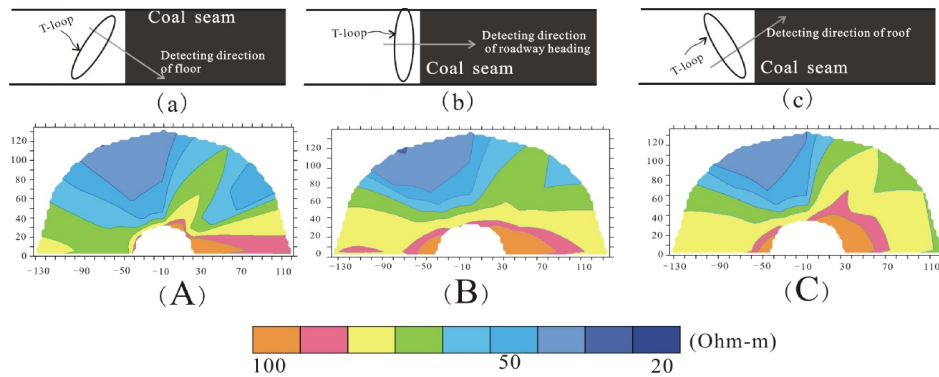 T-loop
Coal seam
Detecting direction
of floor
(a)
T-loop
Detecting direction
of roadway heading
Coal seam
(b)
T-loop
Detecting direction of roof
Coal seam
(c)
120
100
80
60
40
20
0
-130 -90 -50 -10 30 70 110
(A)
120
100
80
60
40
20
0
-130 -90 -50 -10 30 70 110
(B)
120
100
80
60
40
20
0
-130 -90 -50 -10 30 70 110
(C)
100 50 20 (Ohm-m)